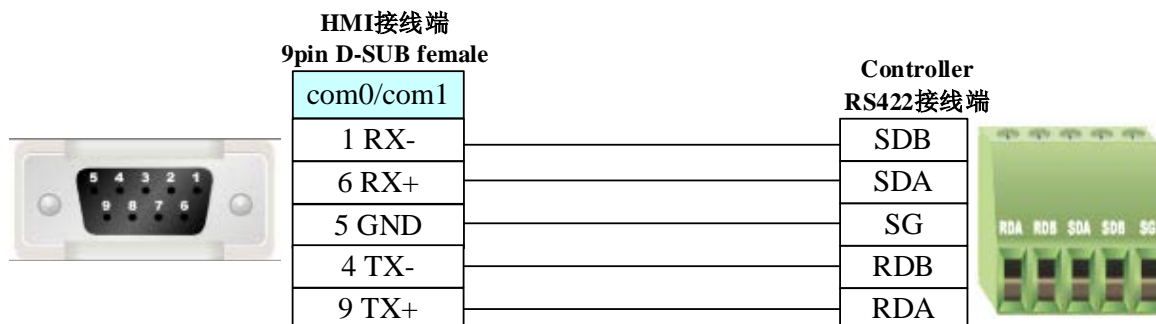 HMI接线端
9pin D-SUB female
com0/com1
1 RX-
6 RX+
5 GND
4 TX-
9 TX+
Controller
RS422接线端
SDB
SDA
SG
RDB
RDA
5 4 3 2 1
9 8 7 6
RDA RDB SDA SDB SG